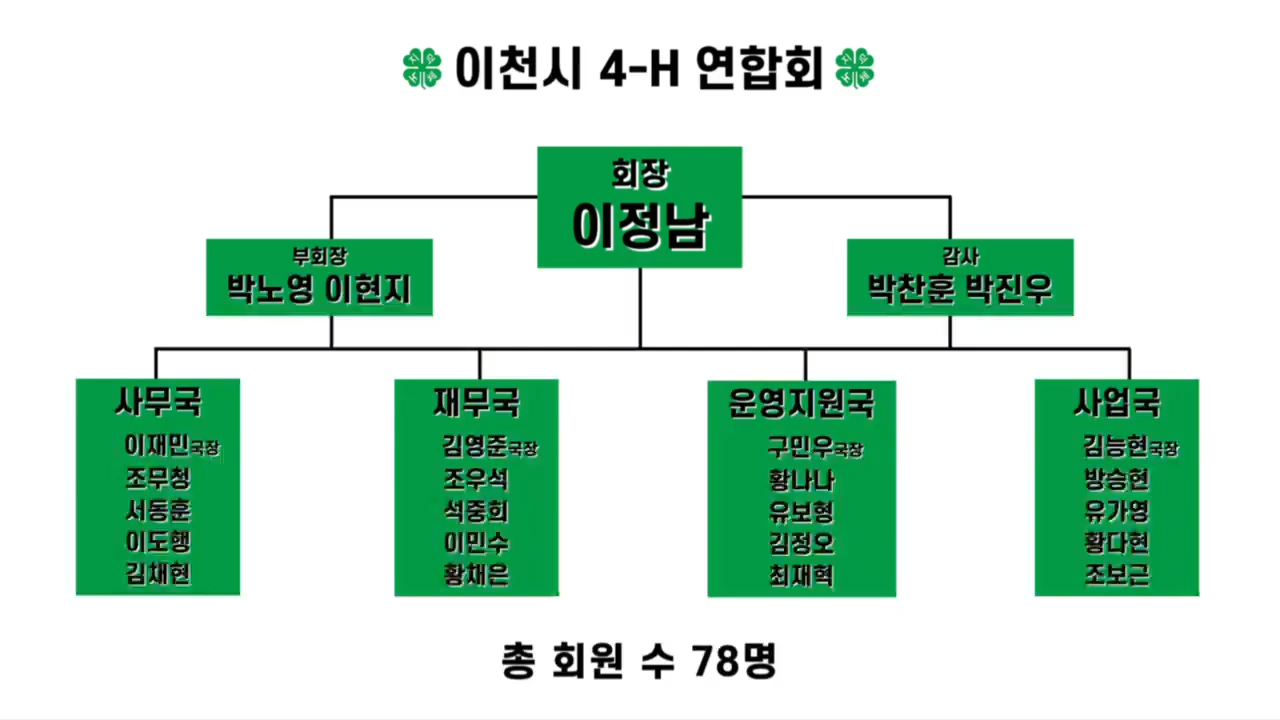 이천시 4-H 연합회
회장
이정남
부회장
박노영 이현지
감사
박찬훈 박진우
사무국
이재민국장
조무청
서동훈
이도행
김채현
재무국
김영준국장
조우석
석중희
이민수
황채은
운영지원국
구민우국장
황나나
유보형
김정오
최재혁
사업국
김능현국장
방승현
유가영
황다현
조보근
총 회원 수 78명